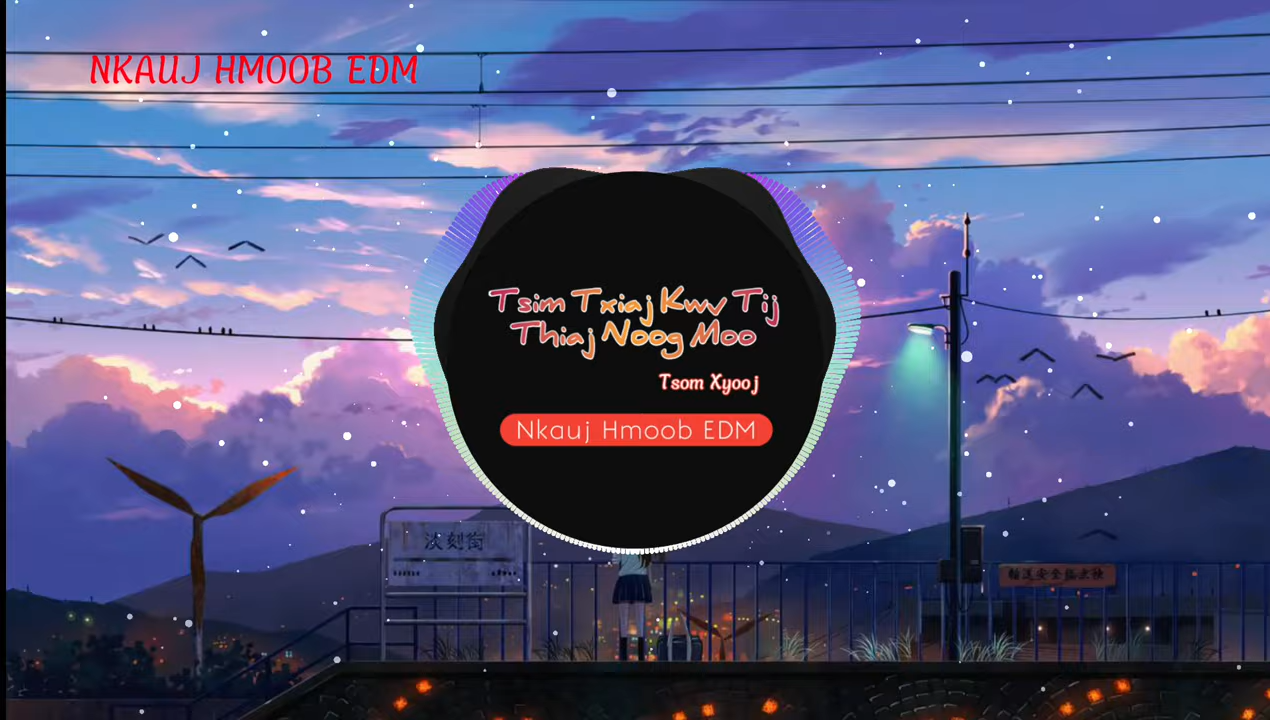 NKAUJ HMOOB EDM
Tsim Txiaj Kwv Tij
Thiaj Noog Moo
Tsom Xyooj
Nkauj Hmoob EDM